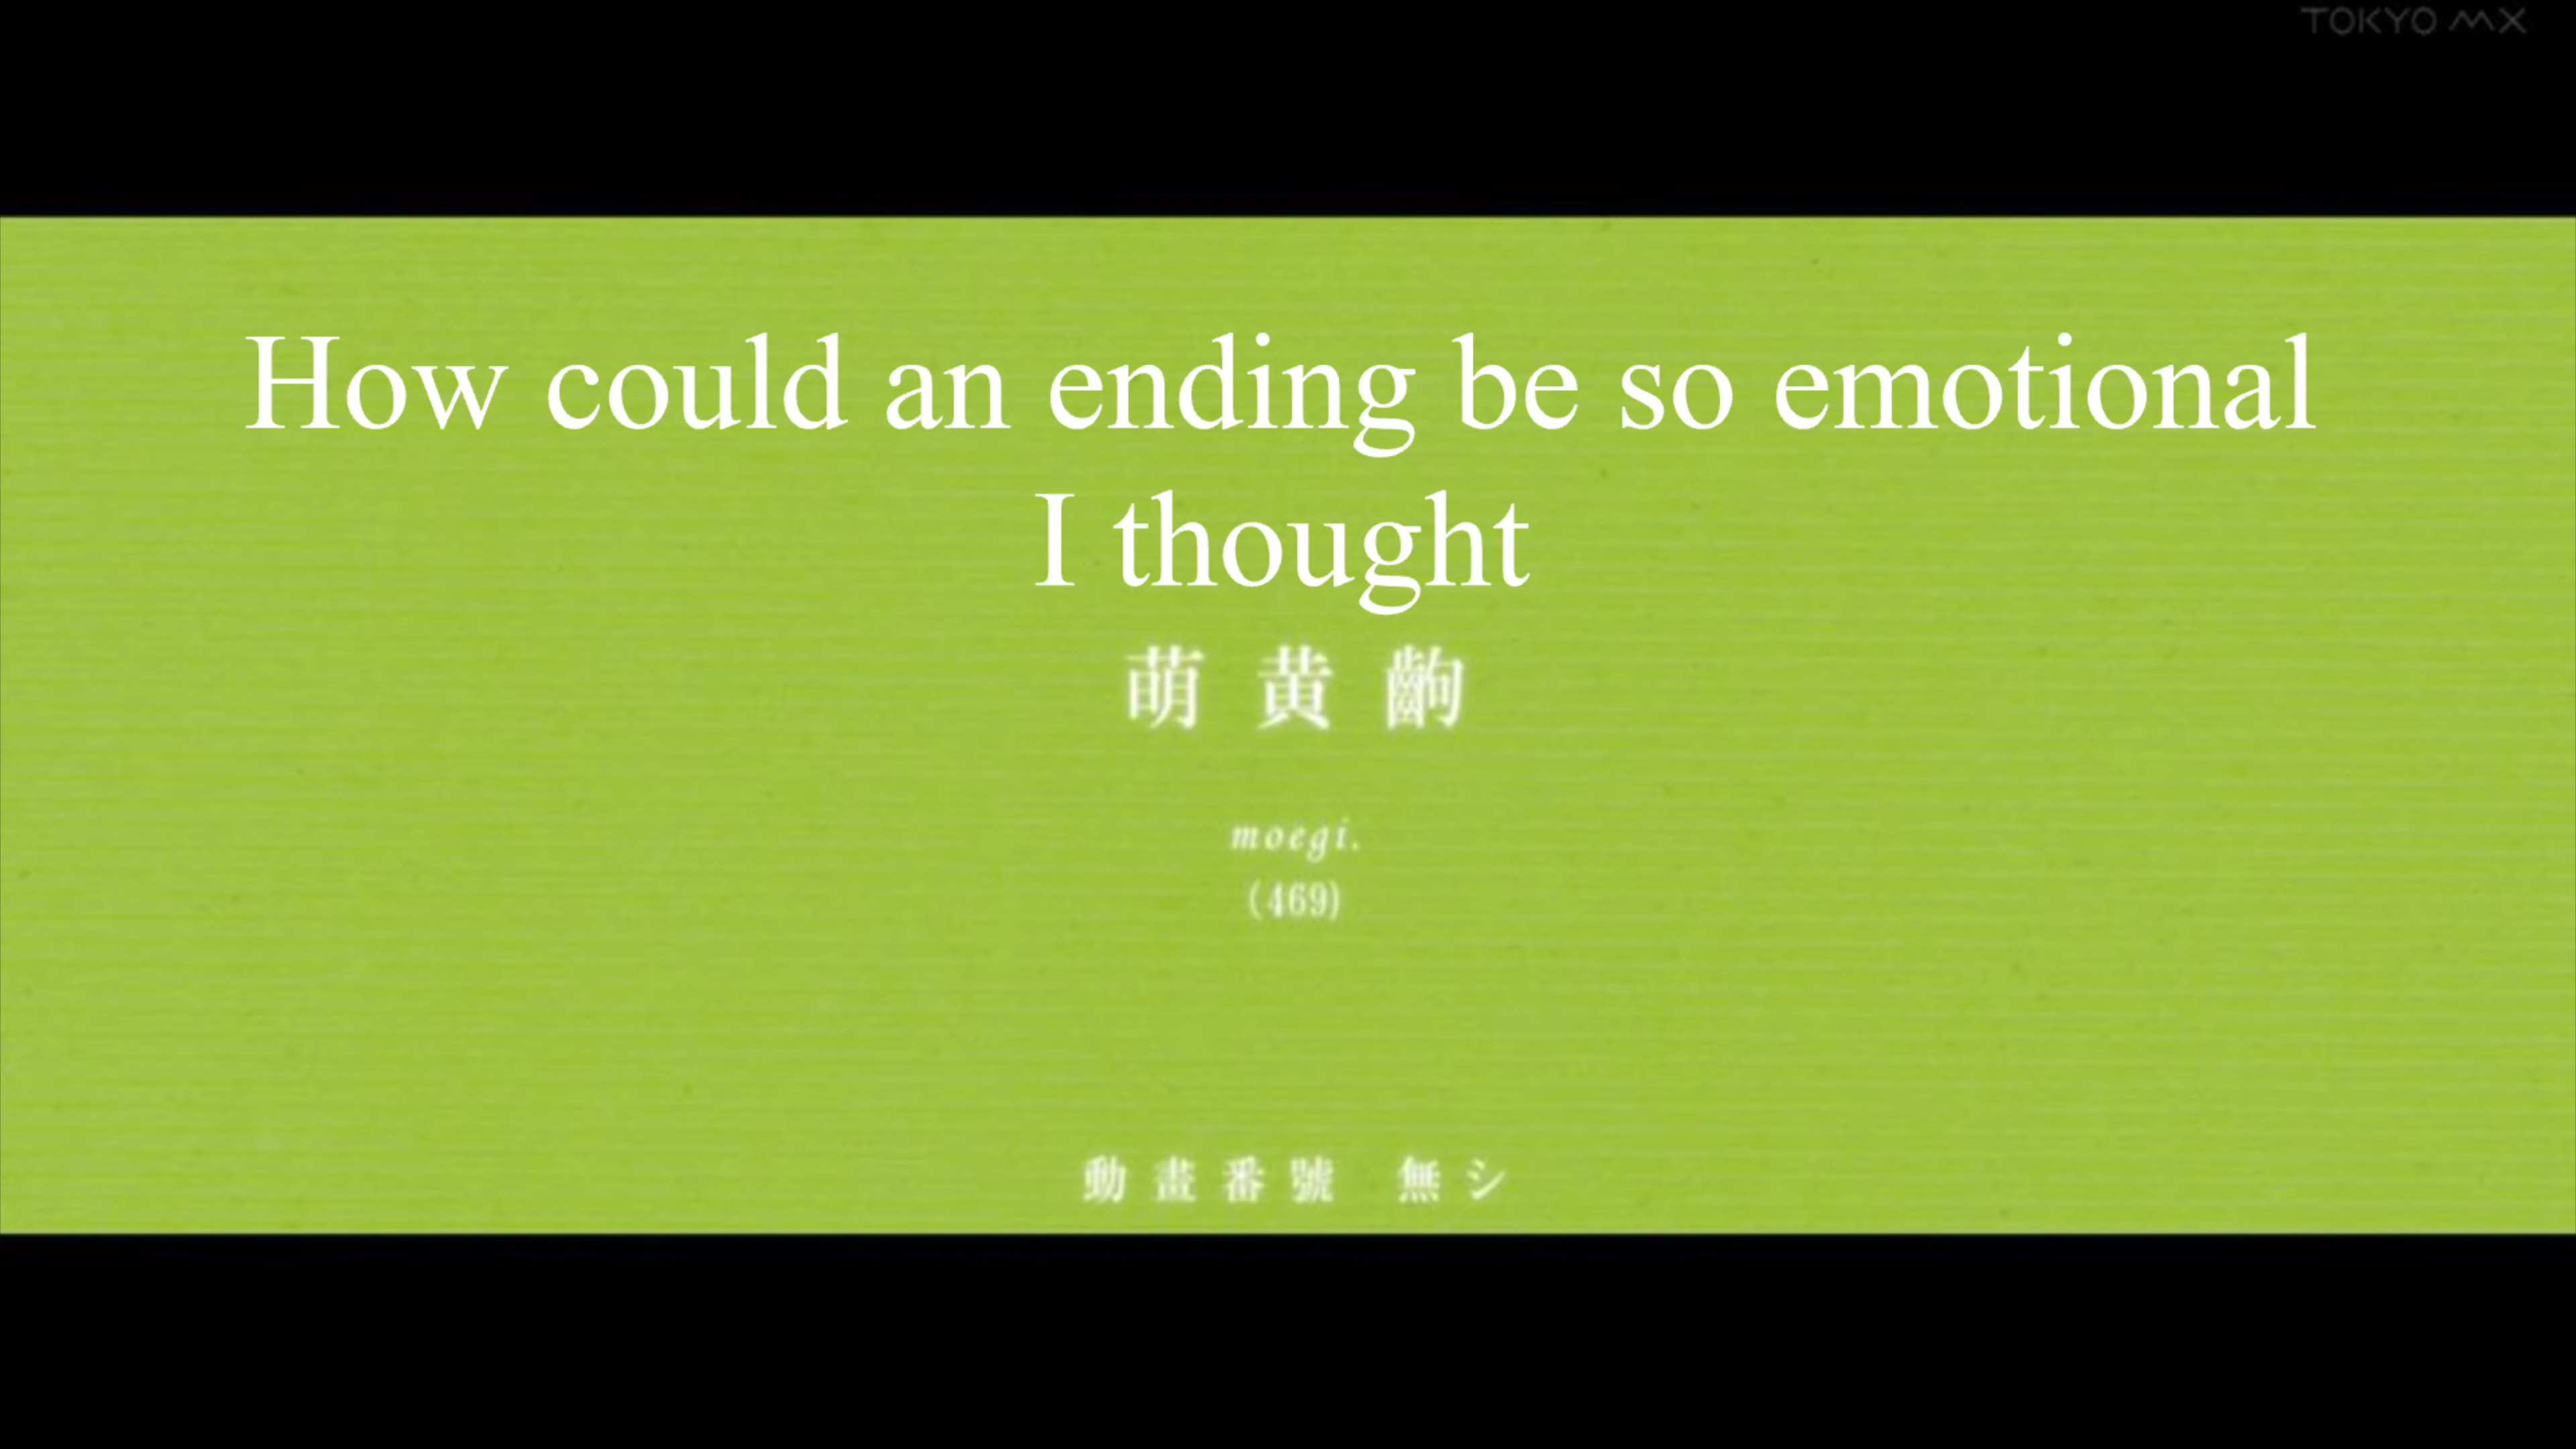 TOKYO MX
How could an ending be so emotional
I thought
萌黄齣
moegi.
(469)
動畫番號 無シ